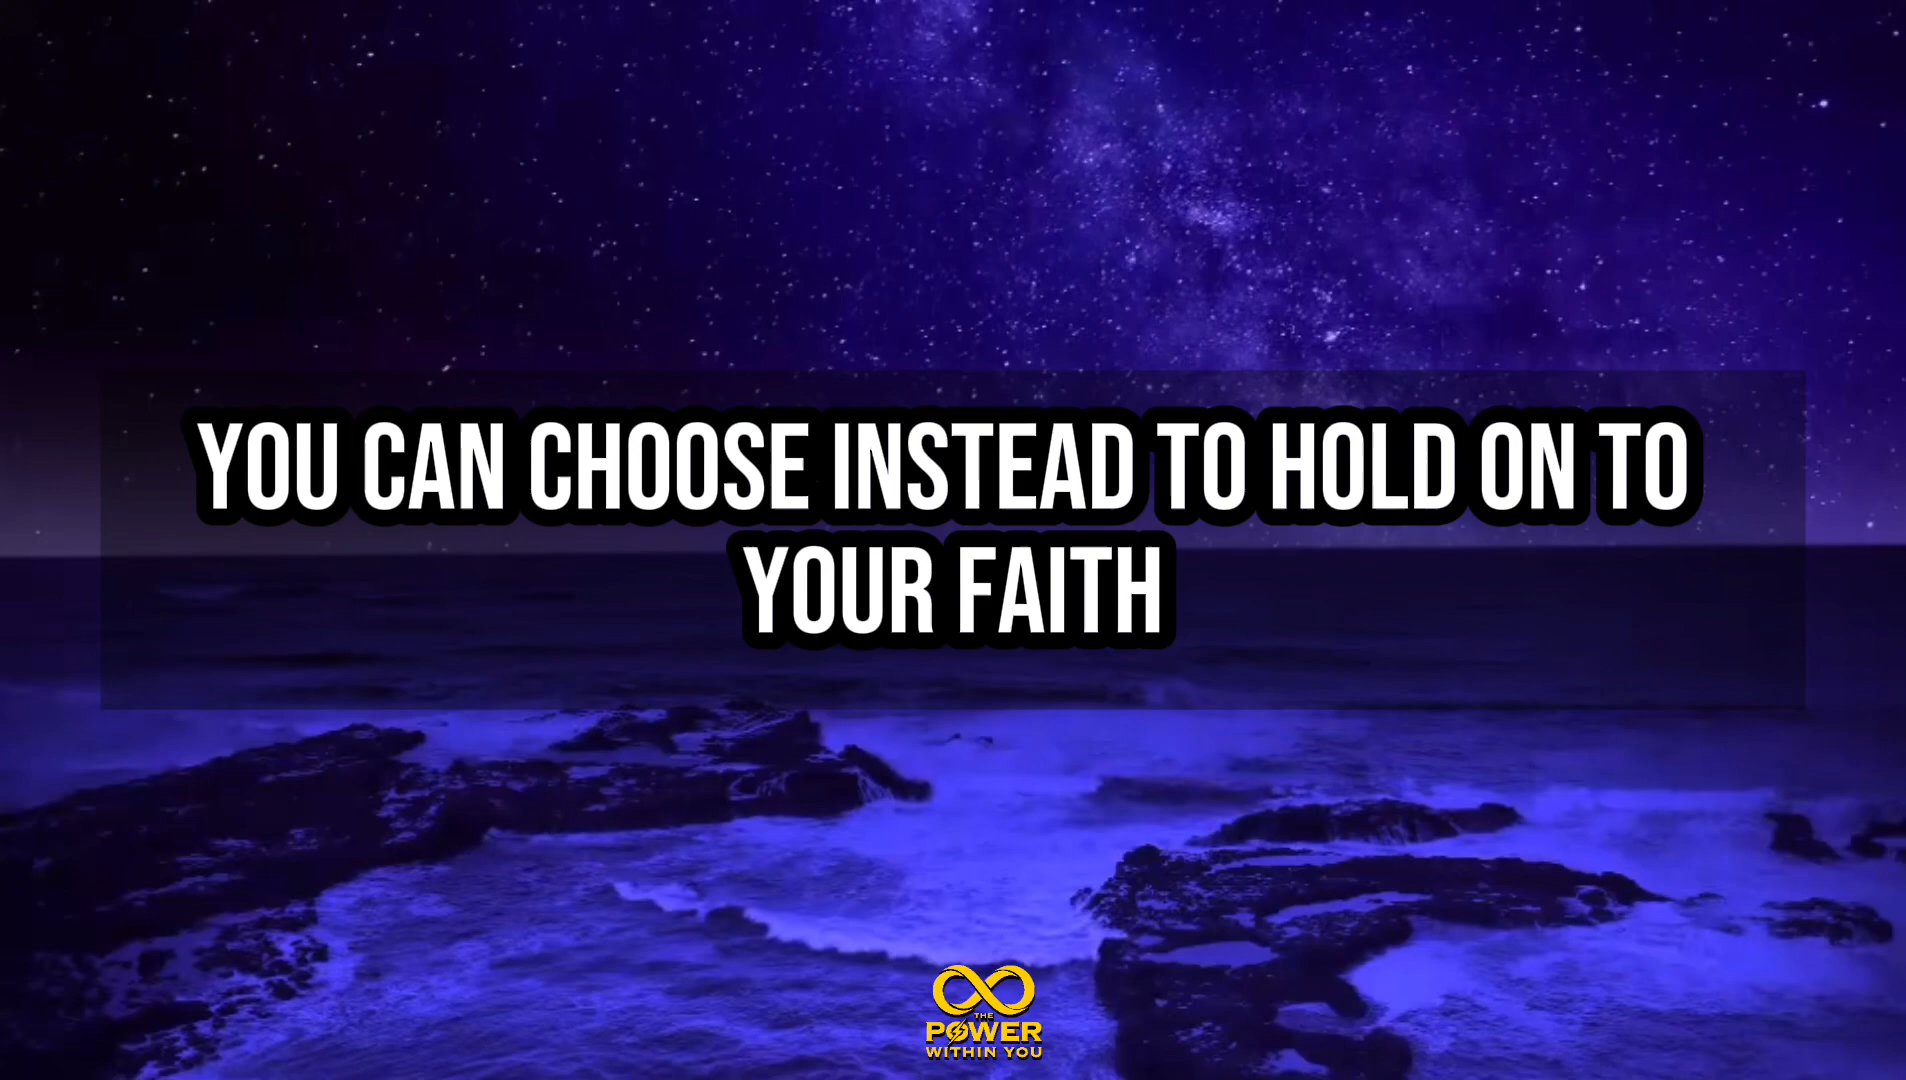 YOU CAN CHOOSE INSTEAD TO HOLD ON TO
YOUR FAITH
THE
POWER
WITHIN YOU